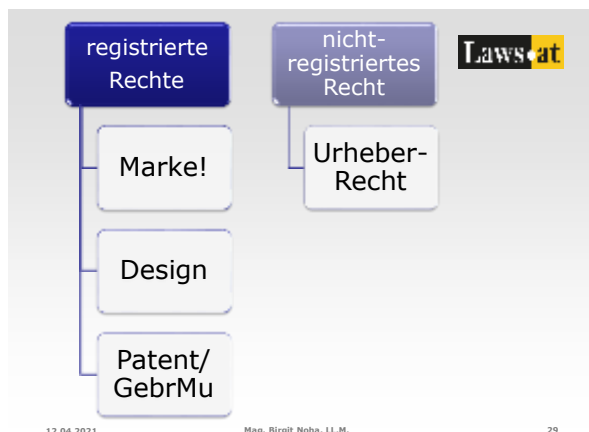 registrierte
Rechte
Marke!
Design
Patent/
GebrMu
nicht-
registriertes
Recht
Urheber-
Recht
Laws.at
12.04.2021
Mag. Birgit Noha, LL.M.
29